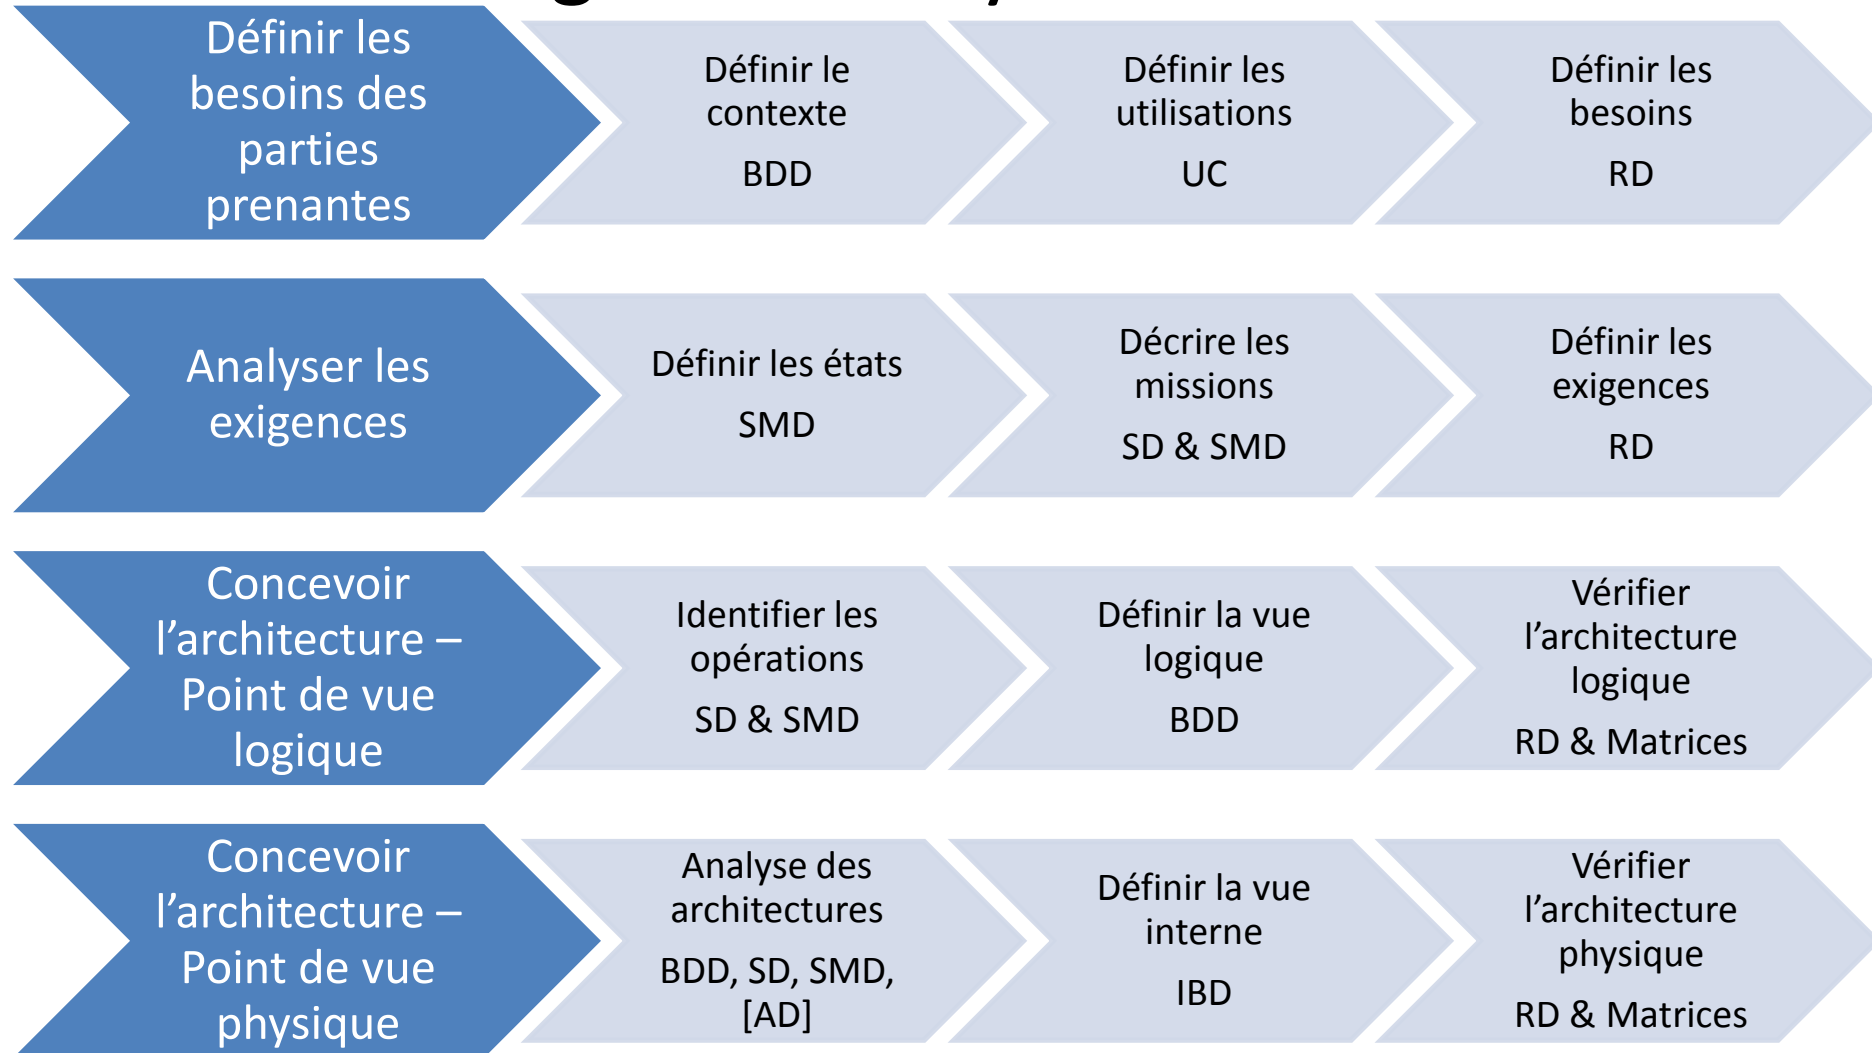 Définir les
besoins des
parties
prenantes
Définir le
contexte
BDD
Définir les
utilisations
UC
Définir les
besoins
RD
Analyser les
exigences
Définir les états
SMD
Décrire les
missions
SD & SMD
Définir les
exigences
RD
Concevoir
l’architecture –
Point de vue
logique
Identifier les
opérations
SD & SMD
Définir la vue
logique
BDD
Vérifier
l’architecture
logique
RD & Matrices
Concevoir
l’architecture –
Point de vue
physique
Analyse des
architectures
BDD, SD, SMD,
[AD]
Définir la vue
interne
IBD
Vérifier
l’architecture
physique
RD & Matrices